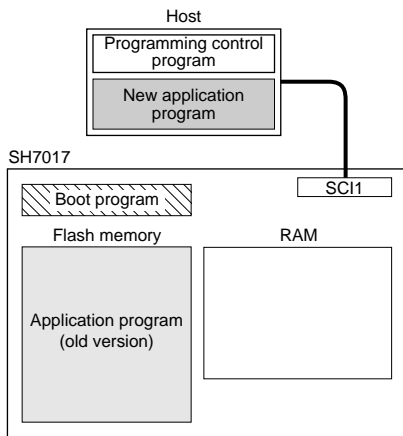 Host
Programming control
program
New application
program
SH7017
SCI1
Boot program
Flash memory
RAM
Application program
(old version)